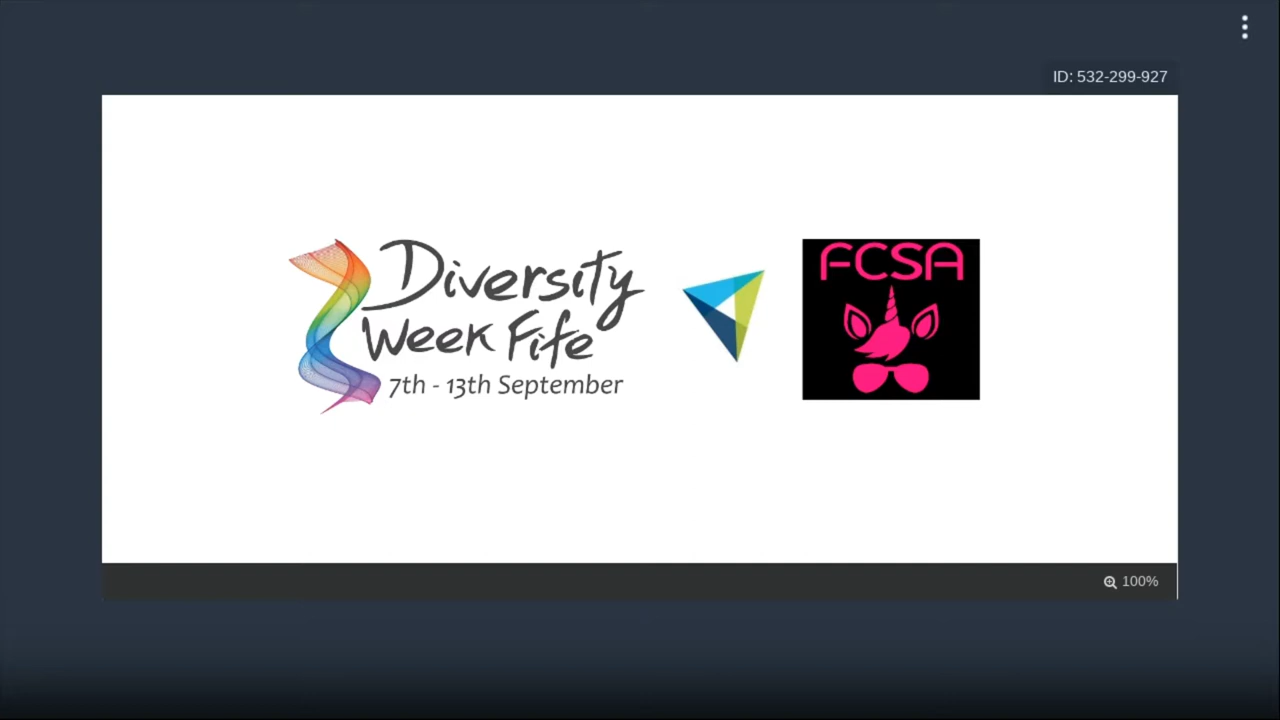 ID: 532-299-927
Diversity
Week Fife
7th - 13th September
FCSA
100%